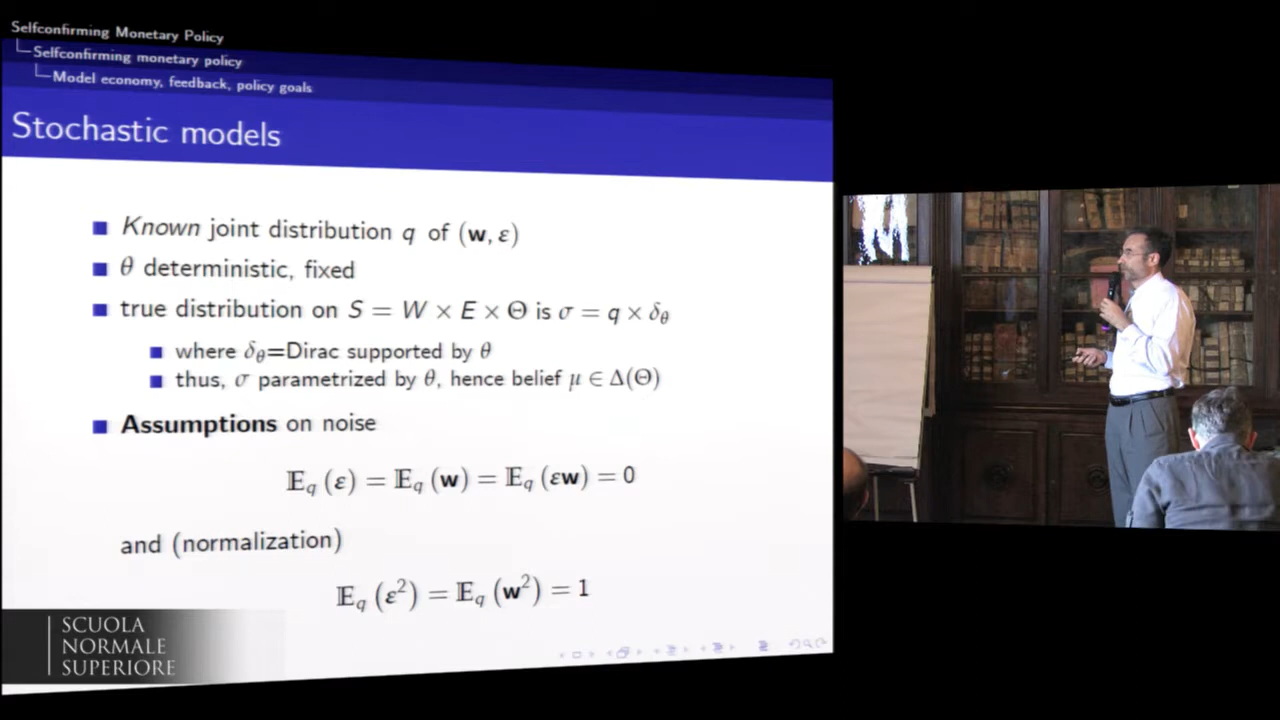 Selfconfirming Monetary Policy
Selfconfirming monetary policy
Model economy, feedback, policy goals
Stochastic models
Known joint distribution q of (w, ε)
θ deterministic, fixed
true distribution on S = W × E × Θ is σ = q × δ_θ
where δ_θ=Dirac supported by θ
thus, σ parametrized by θ, hence belief μ ∈ Δ(Θ)
Assumptions on noise
𝔼_q (ε) = 𝔼_q (w) = 𝔼_q (εw) = 0
and (normalization)
𝔼_q (ε²) = 𝔼_q (w²) = 1
SCUOLA
NORMALE
SUPERIORE